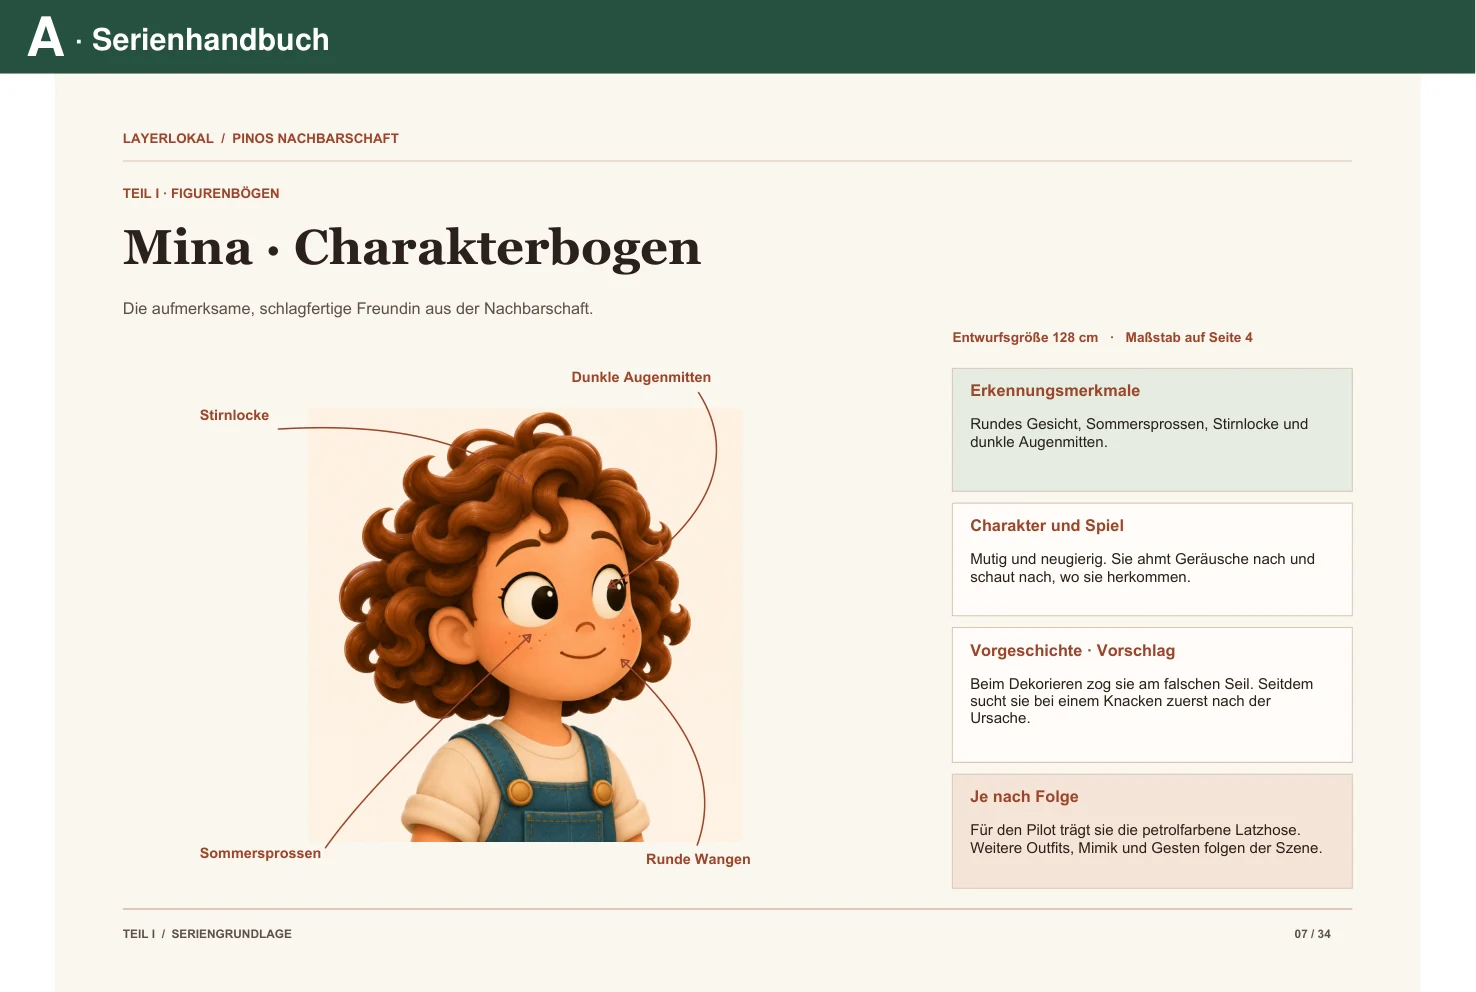 A · Serienhandbuch
LAYERLOKAL / PINOS NACHBARSCHAFT
TEIL I · FIGURENBÖGEN
Mina · Charakterbogen
Die aufmerksame, schlagfertige Freundin aus der Nachbarschaft.
Entwurfsgröße 128 cm · Maßstab auf Seite 4
Dunkle Augenmitten
Stirnlocke
Sommersprossen
Runde Wangen
Erkennungsmerkmale
Rundes Gesicht, Sommersprossen, Stirnlocke und
dunkle Augenmitten.
Charakter und Spiel
Mutig und neugierig. Sie ahmt Geräusche nach und
schaut nach, wo sie herkommen.
Vorgeschichte · Vorschlag
Beim Dekorieren zog sie am falschen Seil. Seitdem
sucht sie bei einem Knacken zuerst nach der
Ursache.
Je nach Folge
Für den Pilot trägt sie die petrolfarbene Latzhose.
Weitere Outfits, Mimik und Gesten folgen der Szene.
TEIL I / SERIENGRUNDLAGE
07 / 34